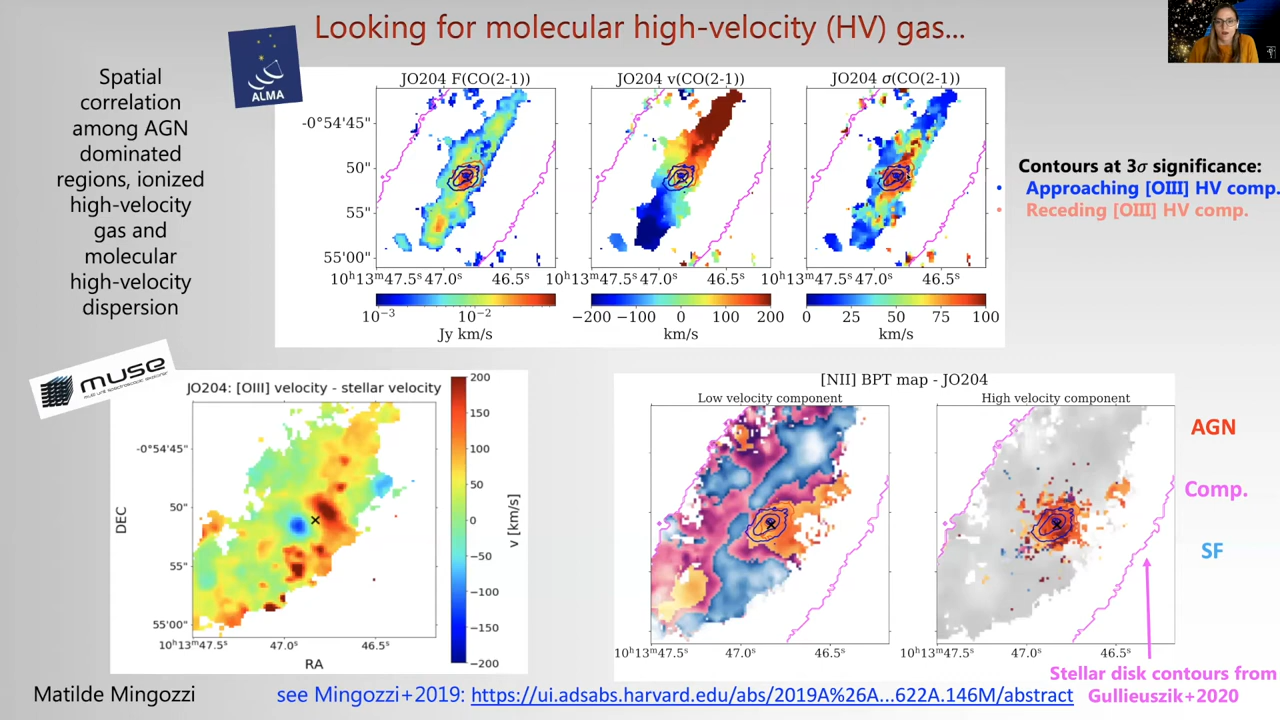 Looking for molecular high-velocity (HV) gas...
ALMA
Spatial
correlation
among AGN
dominated
regions, ionized
high-velocity
gas and
molecular
high-velocity
dispersion
JO204 F(CO(2-1))
JO204 v(CO(2-1))
JO204 σ(CO(2-1))
-0°54'45"
50"
55"
55'00"
10ʰ13ᵐ47.5ˢ 47.0ˢ 46.5ˢ
10ʰ13ᵐ47.5ˢ 47.0ˢ 46.5ˢ
10ʰ13ᵐ47.5ˢ 47.0ˢ 46.5ˢ
10⁻³ 10⁻²
Jy km/s
−200 −100 0 100 200
km/s
0 25 50 75 100
km/s
Contours at 3σ significance:
• Approaching [OIII] HV comp.
• Receding [OIII] HV comp.
muse
JO204: [OIII] velocity - stellar velocity
DEC
-0°54'45"
50"
55"
55'00"
10ʰ13ᵐ47.5ˢ 47.0ˢ 46.5ˢ
RA
200
150
100
50
0
−50
−100
−150
−200
v [km/s]
[NII] BPT map - JO204
Low velocity component
High velocity component
10ʰ13ᵐ47.5ˢ 47.0ˢ 46.5ˢ
10ʰ13ᵐ47.5ˢ 47.0ˢ 46.5ˢ
AGN
Comp.
SF
Stellar disk contours from
Gullieuszik+2020
Matilde Mingozzi
see Mingozzi+2019: https://ui.adsabs.harvard.edu/abs/2019A%26A...622A.146M/abstract